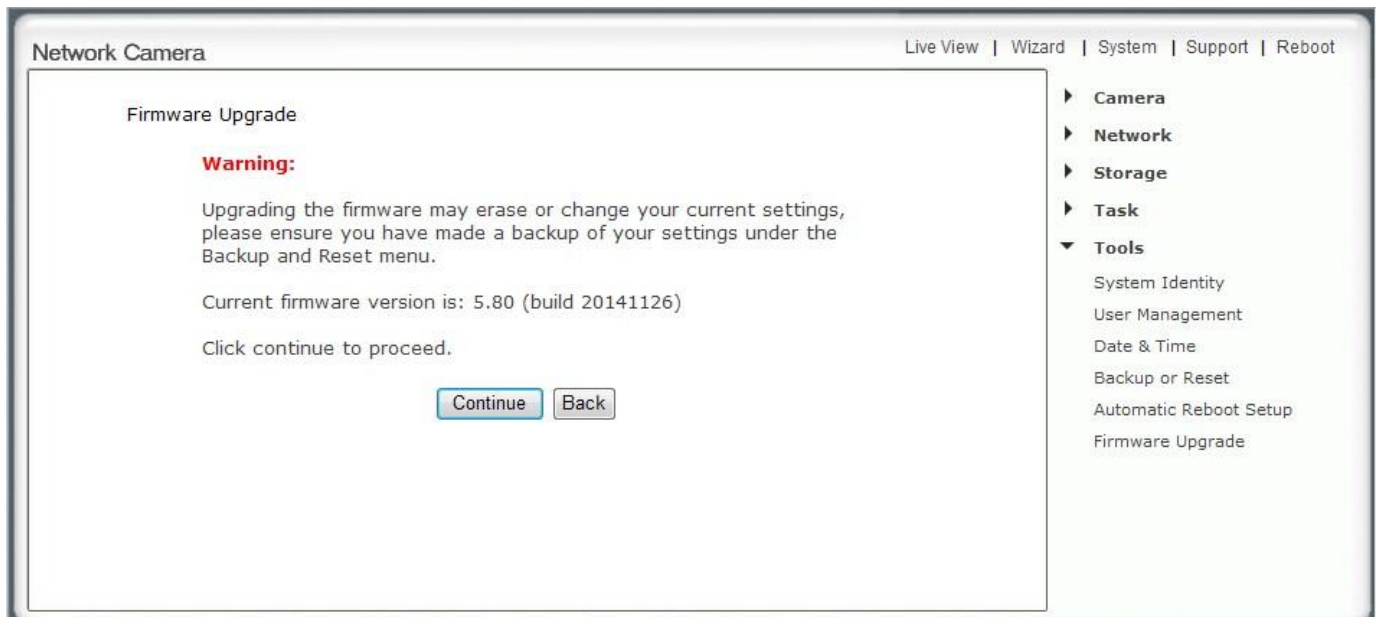 Network Camera
Live View | Wizard | System | Support | Reboot
Firmware Upgrade
Warning:
Upgrading the firmware may erase or change your current settings,
please ensure you have made a backup of your settings under the
Backup and Reset menu.
Current firmware version is: 5.80 (build 20141126)
Click continue to proceed.
Continue Back
Camera
Network
Storage
Task
Tools
System Identity
User Management
Date & Time
Backup or Reset
Automatic Reboot Setup
Firmware Upgrade